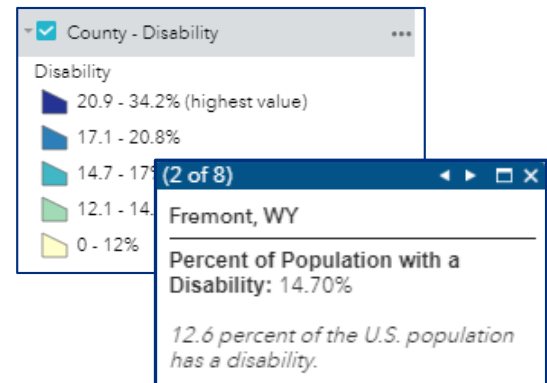 County - Disability
Disability
20.9 - 34.2% (highest value)
17.1 - 20.8%
14.7 - 17
12.1 - 14.
0 - 12%
(2 of 8)
Fremont, WY
Percent of Population with a
Disability: 14.70%
12.6 percent of the U.S. population
has a disability.